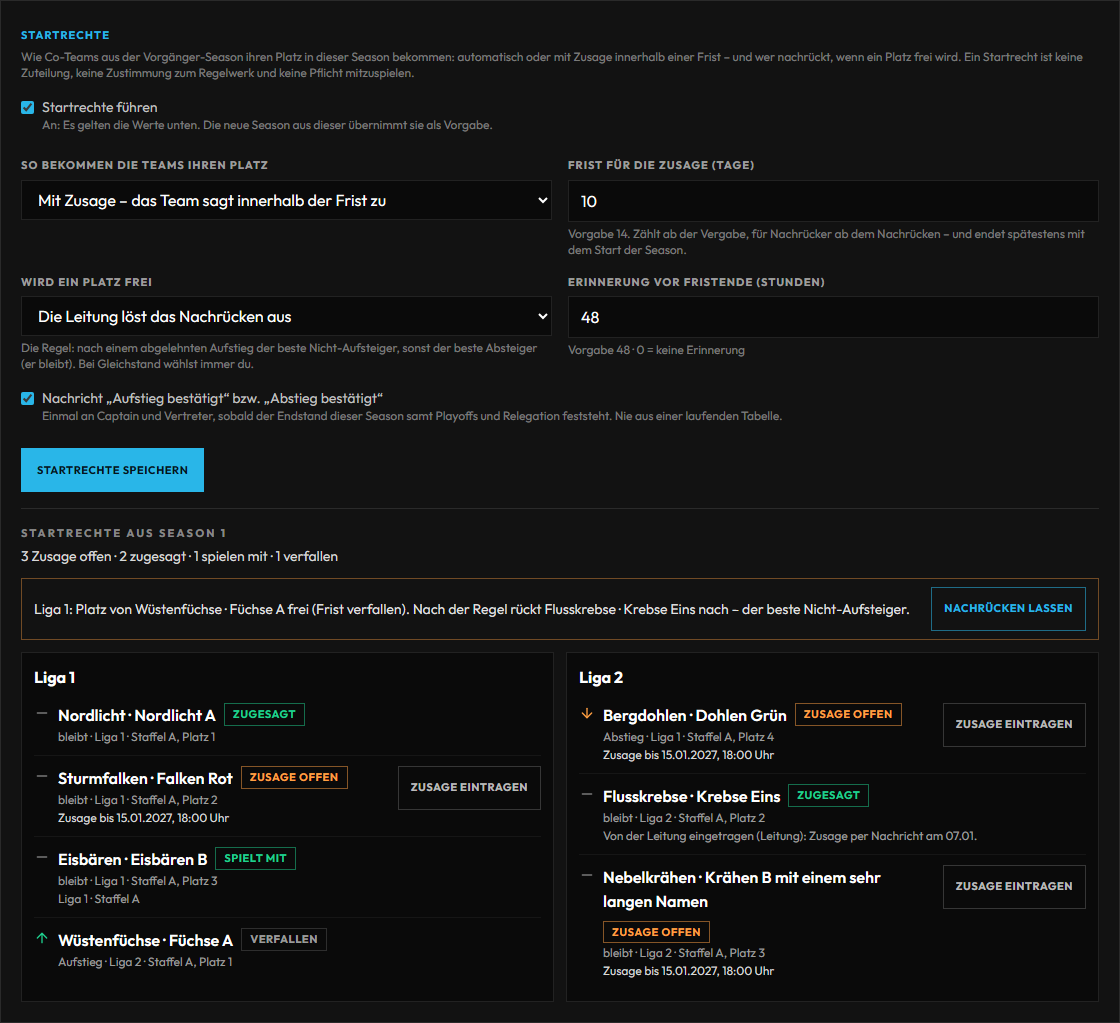 STARTRECHTE
Wie Co-Teams aus der Vorgänger-Season ihren Platz in dieser Season bekommen: automatisch oder mit Zusage innerhalb einer Frist – und wer nachrückt, wenn ein Platz frei wird. Ein Startrecht ist keine
Zuteilung, keine Zustimmung zum Regelwerk und keine Pflicht mitzuspielen.
Startrechte führen
An: Es gelten die Werte unten. Die neue Season aus dieser übernimmt sie als Vorgabe.
SO BEKOMMEN DIE TEAMS IHREN PLATZ
Mit Zusage – das Team sagt innerhalb der Frist zu
FRIST FÜR DIE ZUSAGE (TAGE)
10
Vorgabe 14. Zählt ab der Vergabe, für Nachrücker ab dem Nachrücken – und endet spätestens mit
dem Start der Season.
WIRD EIN PLATZ FREI
Die Leitung löst das Nachrücken aus
Die Regel: nach einem abgelehnten Aufstieg der beste Nicht-Aufsteiger, sonst der beste Absteiger
(er bleibt). Bei Gleichstand wählst immer du.
ERINNERUNG VOR FRISTENDE (STUNDEN)
48
Vorgabe 48 · 0 = keine Erinnerung
Nachricht „Aufstieg bestätigt“ bzw. „Abstieg bestätigt“
Einmal an Captain und Vertreter, sobald der Endstand dieser Season samt Playoffs und Relegation feststeht. Nie aus einer laufenden Tabelle.
STARTRECHTE SPEICHERN
STARTRECHTE AUS SEASON 1
3 Zusage offen · 2 zugesagt · 1 spielen mit · 1 verfallen
Liga 1: Platz von Wüstenfüchse · Füchse A frei (Frist verfallen). Nach der Regel rückt Flusskrebse · Krebse Eins nach – der beste Nicht-Aufsteiger.
NACHRÜCKEN LASSEN
Liga 1
– Nordlicht · Nordlicht A ZUGESAGT
bleibt · Liga 1 · Staffel A, Platz 1
– Sturmfalken · Falken Rot ZUSAGE OFFEN
bleibt · Liga 1 · Staffel A, Platz 2
Zusage bis 15.01.2027, 18:00 Uhr
ZUSAGE EINTRAGEN
– Eisbären · Eisbären B SPIELT MIT
bleibt · Liga 1 · Staffel A, Platz 3
Liga 1 · Staffel A
↑ Wüstenfüchse · Füchse A VERFALLEN
Aufstieg · Liga 2 · Staffel A, Platz 1
Liga 2
↓ Bergdohlen · Dohlen Grün ZUSAGE OFFEN
Abstieg · Liga 1 · Staffel A, Platz 4
Zusage bis 15.01.2027, 18:00 Uhr
ZUSAGE EINTRAGEN
– Flusskrebse · Krebse Eins ZUGESAGT
bleibt · Liga 2 · Staffel A, Platz 2
Von der Leitung eingetragen (Leitung): Zusage per Nachricht am 07.01.
– Nebelkrähen · Krähen B mit einem sehr
langen Namen
ZUSAGE OFFEN
bleibt · Liga 2 · Staffel A, Platz 3
Zusage bis 15.01.2027, 18:00 Uhr
ZUSAGE EINTRAGEN